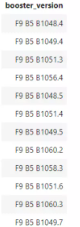 booster_version
F9 B5 B1048.4
F9 B5 B1049.4
F9 B5 B1051.3
F9 B5 B1056.4
F9 B5 B1048.5
F9 B5 B1051.4
F9 B5 B1049.5
F9 B5 B1060.2
F9 B5 B1058.3
F9 B5 B1051.6
F9 B5 B1060.3
F9 B5 B1049.7